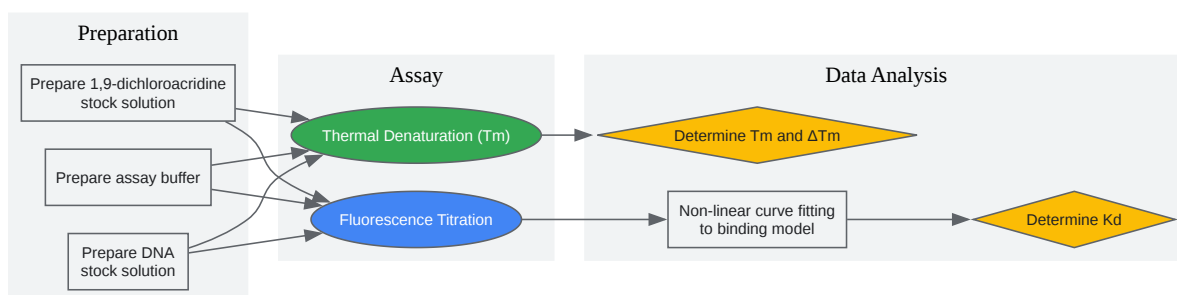 Preparation
Prepare 1,9-dichloroacridine
stock solution
Prepare assay buffer
Prepare DNA
stock solution
Assay
Thermal Denaturation (Tm)
Fluorescence Titration
Data Analysis
Determine Tm and ΔTm
Non-linear curve fitting
to binding model
Determine Kd